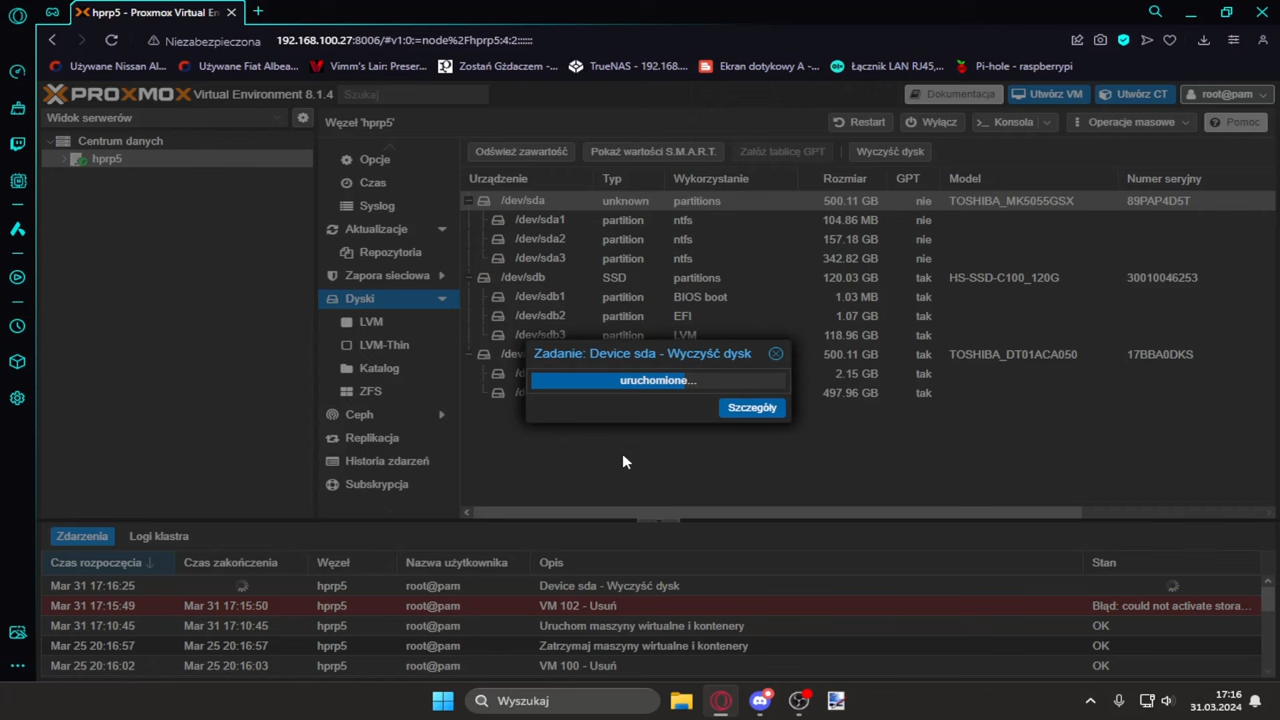 hprp5 - Proxmox Virtual En
Niezabezpieczona
192.168.100.27:8006/#v1:0:=node%2Fhprp5:4:2::::::
Używane Nissan Al...
Używane Fiat Albea...
Vimm's Lair: Preser...
Zostań Gżdaczem -...
TrueNAS - 192.168....
Ekran dotykowy A -...
Łącznik LAN RJ45,...
Pi-hole - raspberrypi
PROXMOX Virtual Environment 8.1.4
Szukaj
Dokumentacja
Utwórz VM
Utwórz CT
root@pam
Widok serwerów
Węzeł 'hprp5'
Restart
Wyłącz
Konsola
Operacje masowe
Pomoc
Centrum danych
hprp5
Opcje
Czas
Syslog
Aktualizacje
Repozytoria
Zapora sieciowa
Dyski
LVM
LVM-Thin
Katalog
ZFS
Ceph
Replikacja
Historia zdarzeń
Subskrypcja
Odśwież zawartość
Pokaż wartości S.M.A.R.T.
Załóż tablicę GPT
Wyczyść dysk
Urządzenie Typ Wykorzystanie Rozmiar GPT Model Numer seryjny
/dev/sda unknown partitions 500.11 GB nie TOSHIBA_MK5055GSX 89PAP4D5T
/dev/sda1 partition ntfs 104.86 MB nie
/dev/sda2 partition ntfs 157.18 GB nie
/dev/sda3 partition ntfs 342.82 GB nie
/dev/sdb SSD partitions 120.03 GB tak HS-SSD-C100_120G 30010046253
/dev/sdb1 partition BIOS boot 1.03 MB tak
/dev/sdb2 partition EFI 1.07 GB tak
/dev/sdb3 partition LVM 118.96 GB tak
500.11 GB tak TOSHIBA_DT01ACA050 17BBA0DKS
2.15 GB tak
497.96 GB tak
Zadanie: Device sda - Wyczyść dysk
uruchomione...
Szczegóły
Zdarzenia
Logi klastra
Czas rozpoczęcia Czas zakończenia Węzeł Nazwa użytkownika Opis Stan
Mar 31 17:16:25 hprp5 root@pam Device sda - Wyczyść dysk
Mar 31 17:15:49 Mar 31 17:15:50 hprp5 root@pam VM 102 - Usuń Błąd: could not activate stora...
Mar 31 17:10:45 Mar 31 17:10:45 hprp5 root@pam Uruchom maszyny wirtualne i kontenery OK
Mar 25 20:16:57 Mar 25 20:16:57 hprp5 root@pam Zatrzymaj maszyny wirtualne i kontenery OK
Mar 25 20:16:02 Mar 25 20:16:03 hprp5 root@pam VM 100 - Usuń OK
Wyszukaj
17:16
31.03.2024